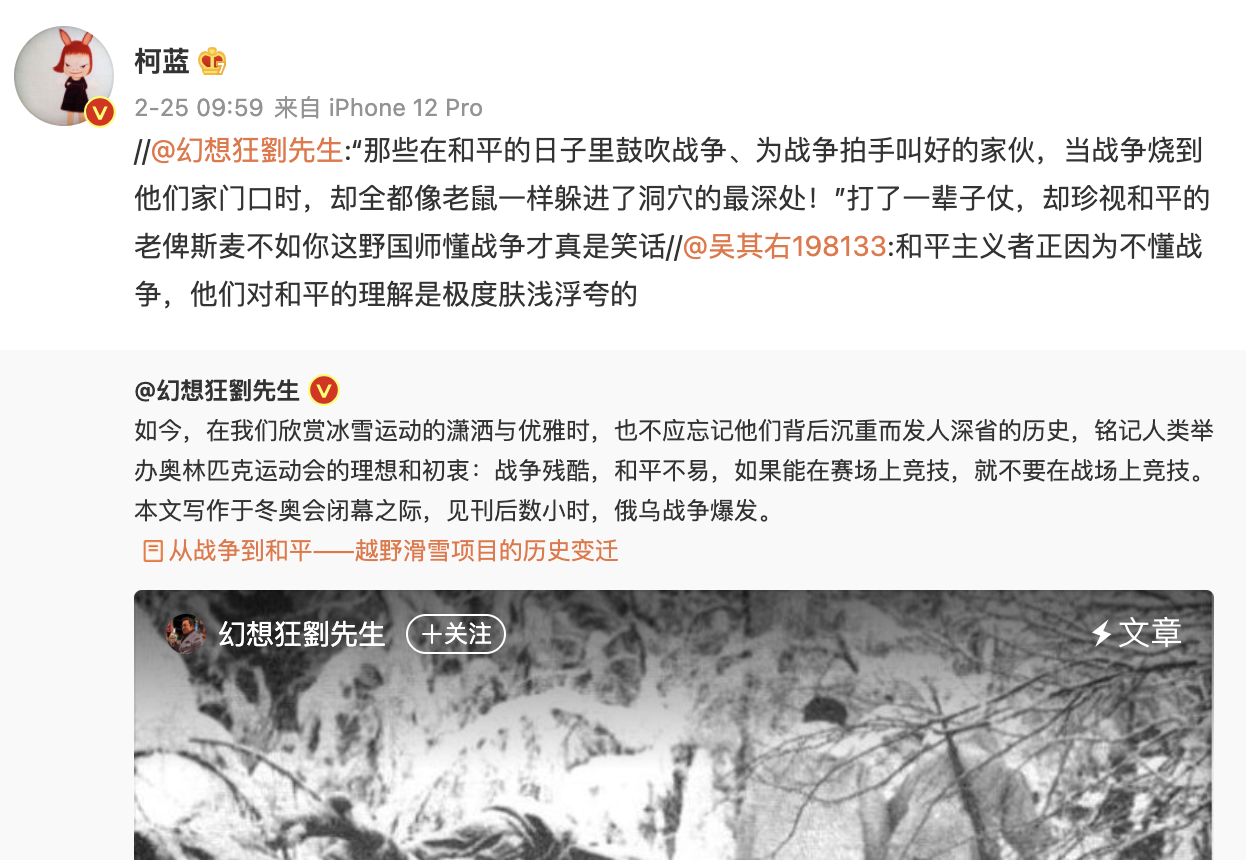 柯蓝
2-25 09:59 来自 iPhone 12 Pro
//@幻想狂劉先生:“那些在和平的日子里鼓吹战争、为战争拍手叫好的家伙，当战争烧到
他们家门口时，却全都像老鼠一样躲进了洞穴的最深处！”打了一辈子仗，却珍视和平的
老俾斯麦不如你这野国师懂战争才真是笑话//@吴其右198133:和平主义者正因为不懂战
争，他们对和平的理解是极度肤浅浮夸的
@幻想狂劉先生
如今，在我们欣赏冰雪运动的潇洒与优雅时，也不应忘记他们背后沉重而发人深省的历史，铭记人类举
办奥林匹克运动会的理想和初衷：战争残酷，和平不易，如果能在赛场上竞技，就不要在战场上竞技。
本文写作于冬奥会闭幕之际，见刊后数小时，俄乌战争爆发。
从战争到和平——越野滑雪项目的历史变迁
幻想狂劉先生 +关注 文章